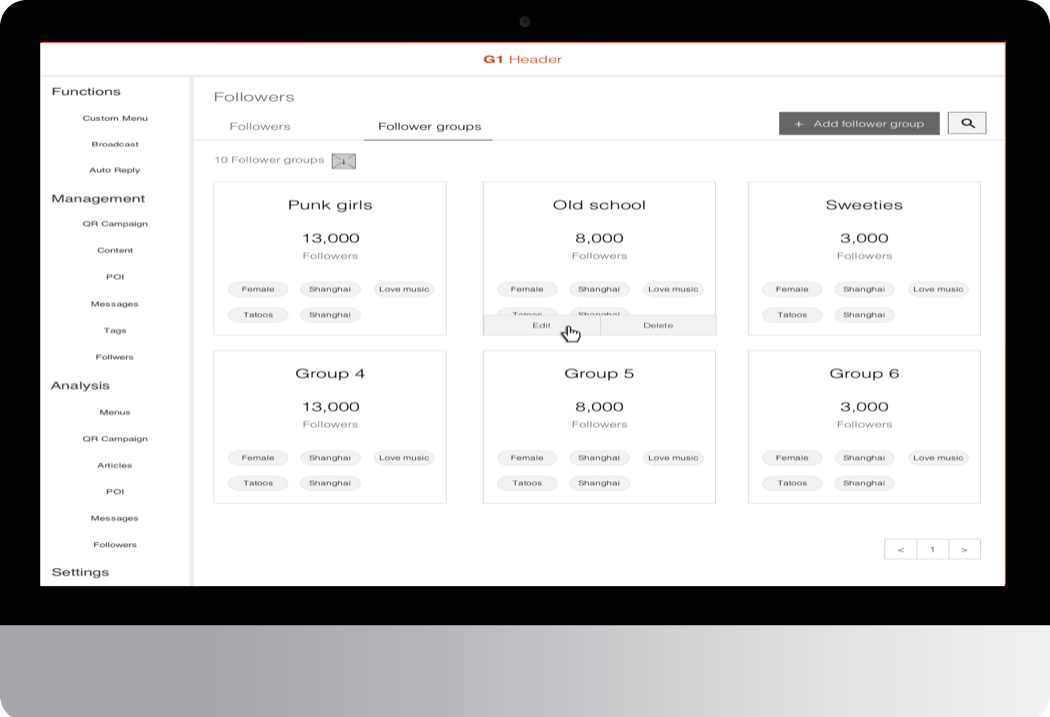 G1 Header
Functions
Custom Menu
Broadcast
Auto Reply
Management
QR Campaign
Content
POI
Messages
Tags
Follwers
Analysis
Menus
QR Campaign
Articles
POI
Messages
Followers
Settings
Followers
Followers Follower groups
+ Add follower group
10 Follower groups
Punk girls
13,000
Followers
Female Shanghai Love music
Tatoos Shanghai
Old school
8,000
Followers
Female Shanghai Love music
Tatoos Shanghai
Edit Delete
Sweeties
3,000
Followers
Female Shanghai Love music
Tatoos Shanghai
Group 4
13,000
Followers
Female Shanghai Love music
Tatoos Shanghai
Group 5
8,000
Followers
Female Shanghai Love music
Tatoos Shanghai
Group 6
3,000
Followers
Female Shanghai Love music
Tatoos Shanghai
< 1 >